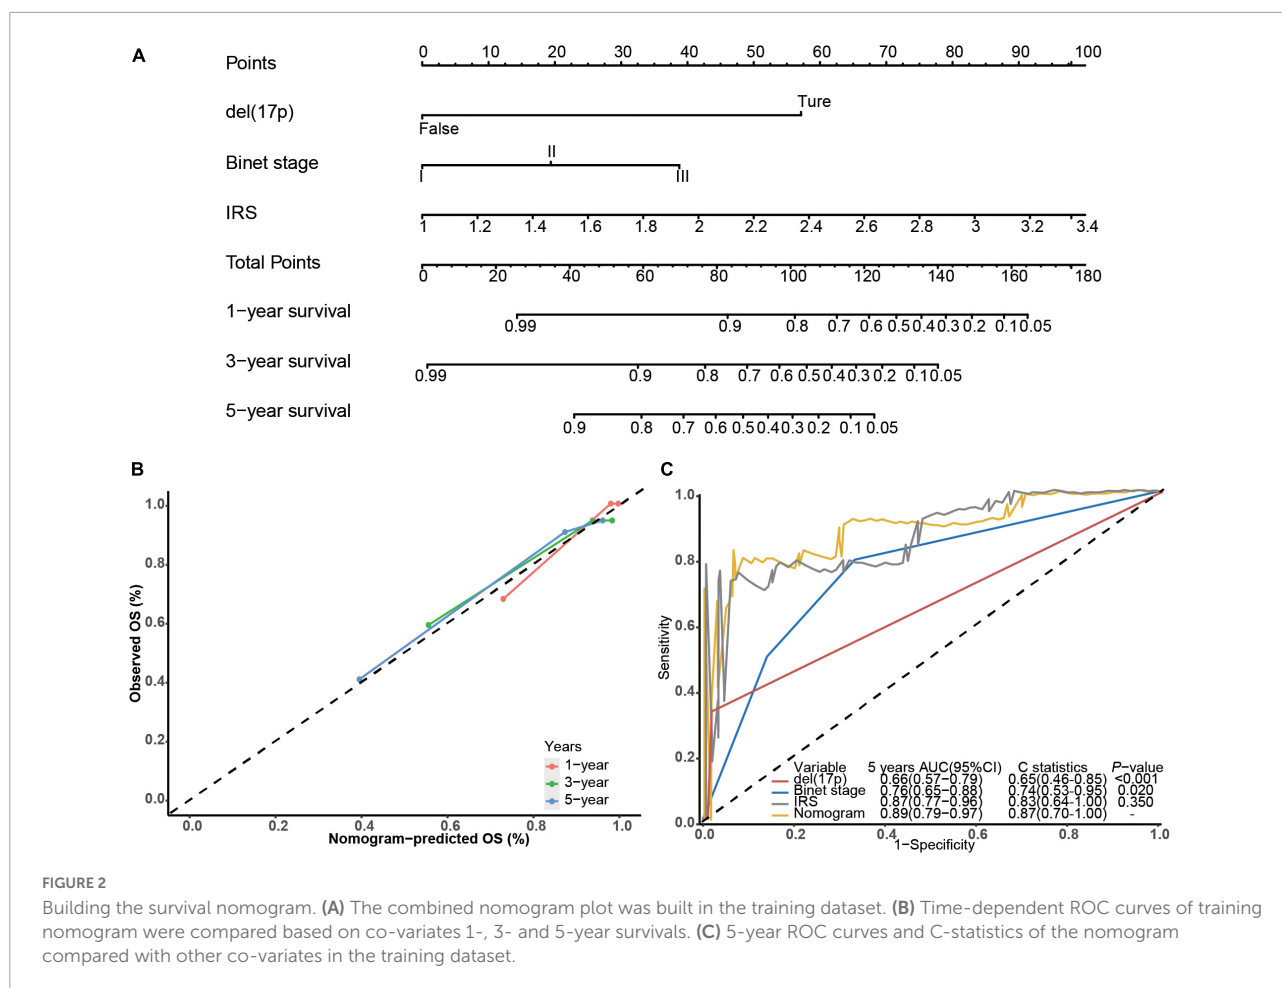 A
Points
0 10 20 30 40 50 60 70 80 90 100
del(17p)
Ture
False
Binet stage
II
I III
IRS
1 1.2 1.4 1.6 1.8 2 2.2 2.4 2.6 2.8 3 3.2 3.4
Total Points
0 20 40 60 80 100 120 140 160 180
1−year survival
0.99 0.9 0.8 0.7 0.6 0.5 0.4 0.3 0.2 0.1 0.05
3−year survival
0.99 0.9 0.8 0.7 0.6 0.5 0.4 0.3 0.2 0.1 0.05
5−year survival
0.9 0.8 0.7 0.6 0.5 0.4 0.3 0.2 0.1 0.05
B
Observed OS (%)
1.0
0.8
0.6
0.4
0.2
0.0
Years
1−year
3−year
5−year
0.0 0.2 0.4 0.6 0.8 1.0
Nomogram−predicted OS (%)
C
Sensitivity
1.0
0.8
0.6
0.4
0.2
0.0
Variable 5 years AUC(95%CI) C statistics P−value
del(17p) 0.66(0.57−0.79) 0.65(0.46-0.85) <0.001
Binet stage 0.76(0.65−0.88) 0.74(0.53-0.95) 0.020
IRS 0.87(0.77−0.96) 0.83(0.64-1.00) 0.350
Nomogram 0.89(0.79−0.97) 0.87(0.70-1.00) -
0.0 0.2 0.4 0.6 0.8 1.0
1−Specificity
FIGURE 2
Building the survival nomogram. (A) The combined nomogram plot was built in the training dataset. (B) Time-dependent ROC curves of training
nomogram were compared based on co-variates 1-, 3- and 5-year survivals. (C) 5-year ROC curves and C-statistics of the nomogram
compared with other co-variates in the training dataset.